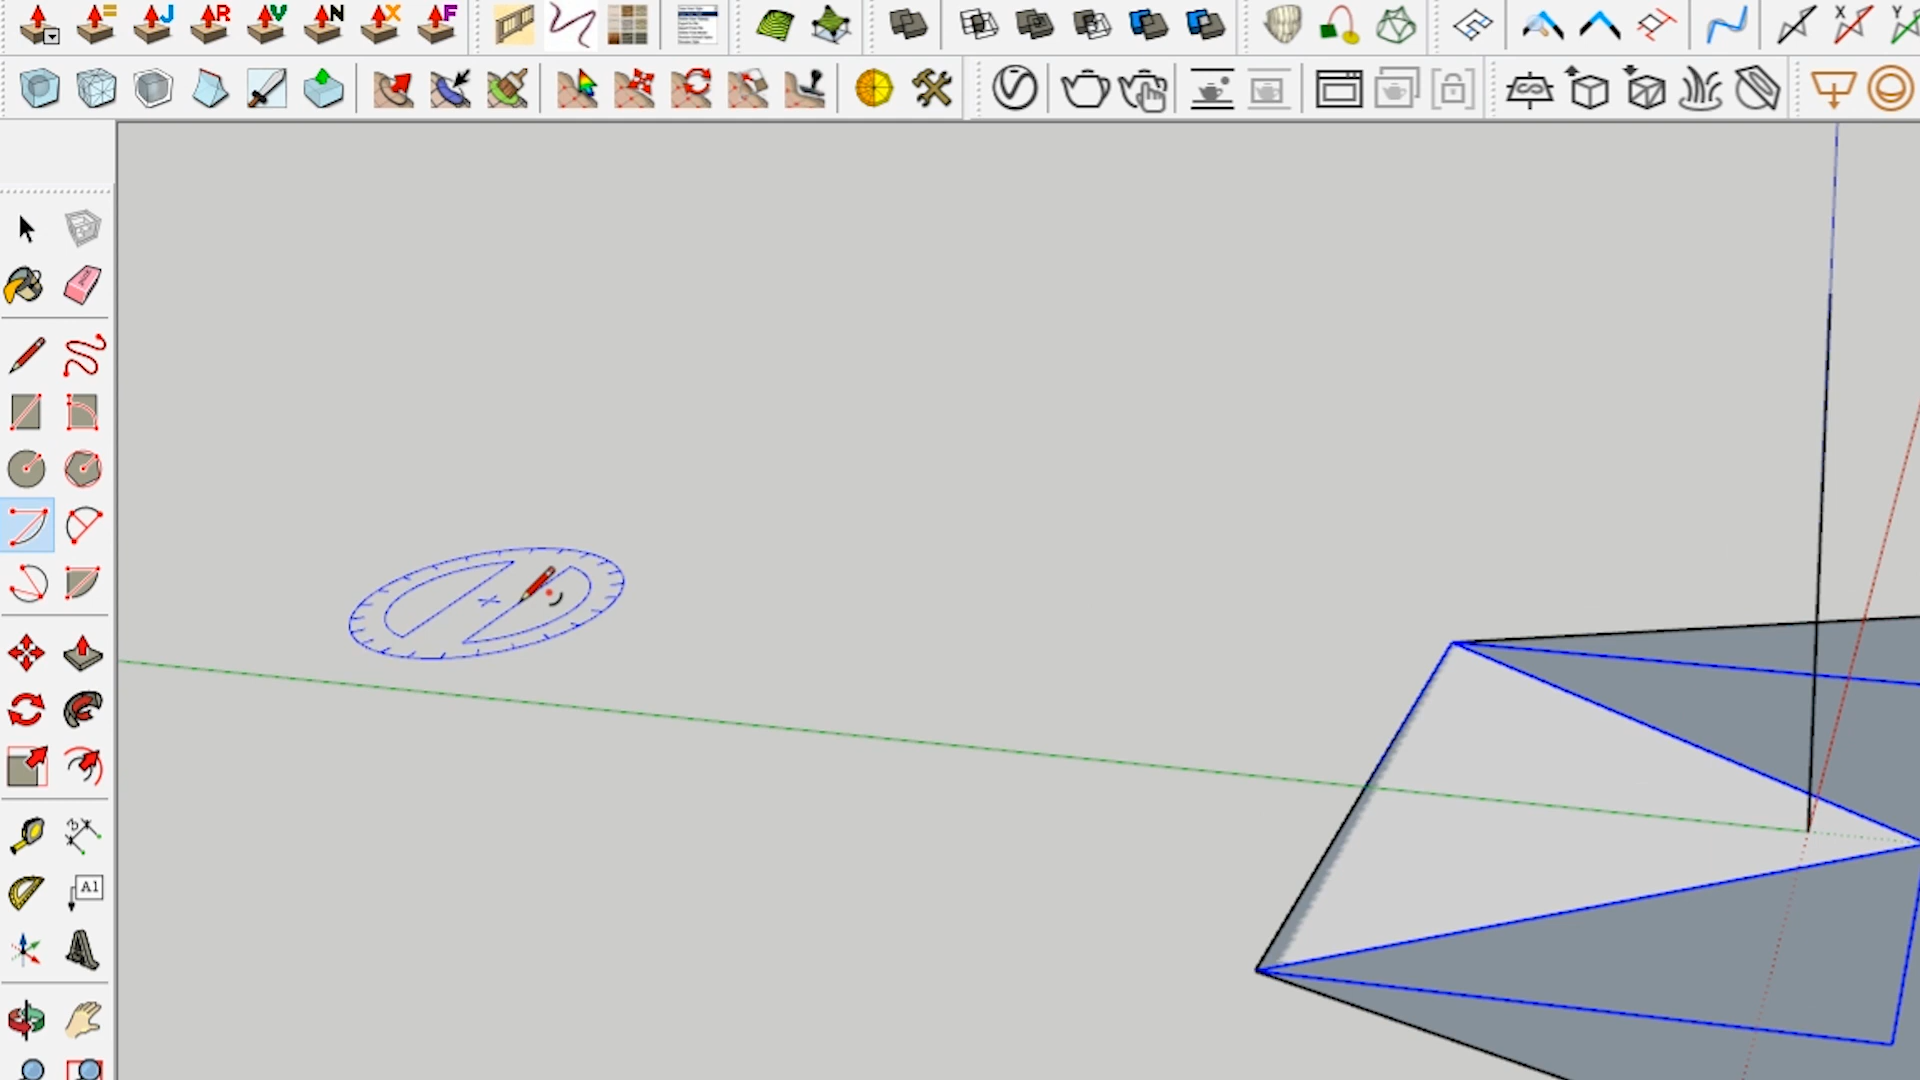 = J R V N X F
X Y
A1